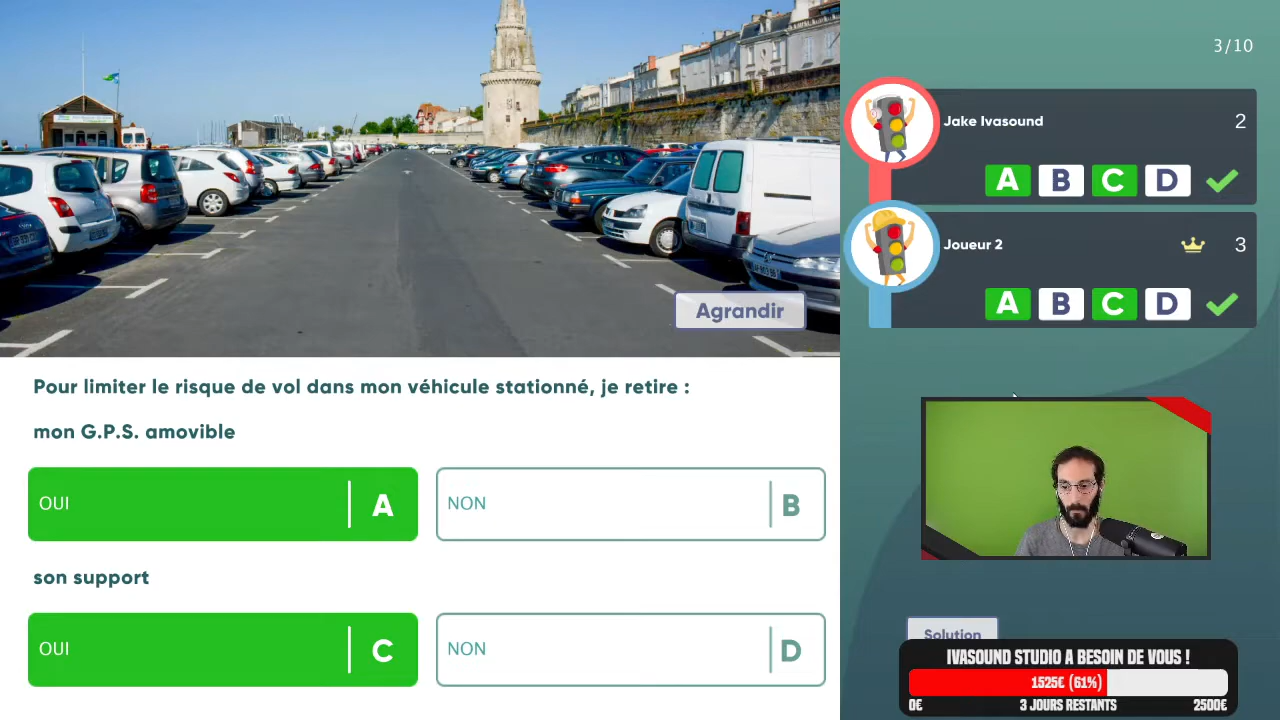 3/10
Jake Ivasound
2
A B C D
Joueur 2
3
A B C D
Agrandir
Pour limiter le risque de vol dans mon véhicule stationné, je retire :
mon G.P.S. amovible
OUI
A
NON
B
son support
OUI
C
NON
D
Solution
IVASOUND STUDIO A BESOIN DE VOUS !
1525€ (61%)
0€
3 JOURS RESTANTS
2500€